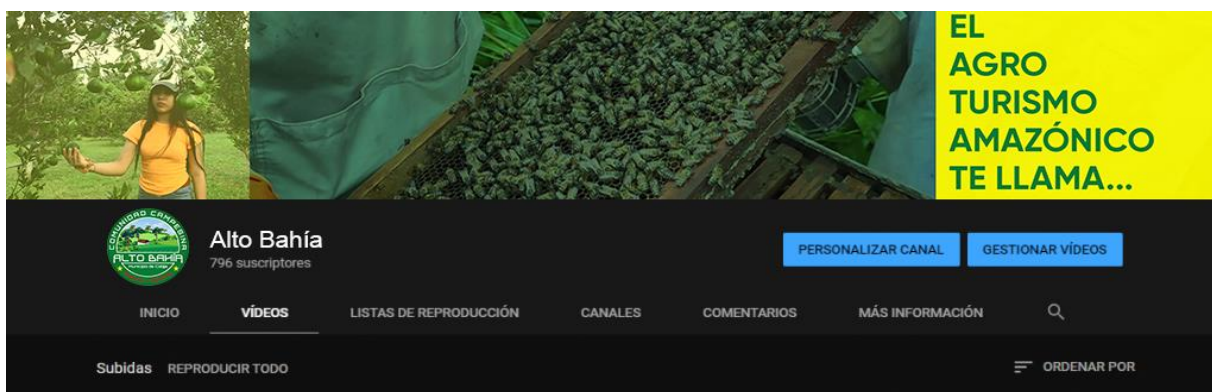 EL
AGRO
TURISMO
AMAZÓNICO
TE LLAMA...
COMUNIDAD CAMPESINA
ALTO BAHÍA
Alto Bahía
796 suscriptores
PERSONALIZAR CANAL GESTIONAR VÍDEOS
INICIO VÍDEOS LISTAS DE REPRODUCCIÓN CANALES COMENTARIOS MÁS INFORMACIÓN
Subidas REPRODUCIR TODO ORDENAR POR